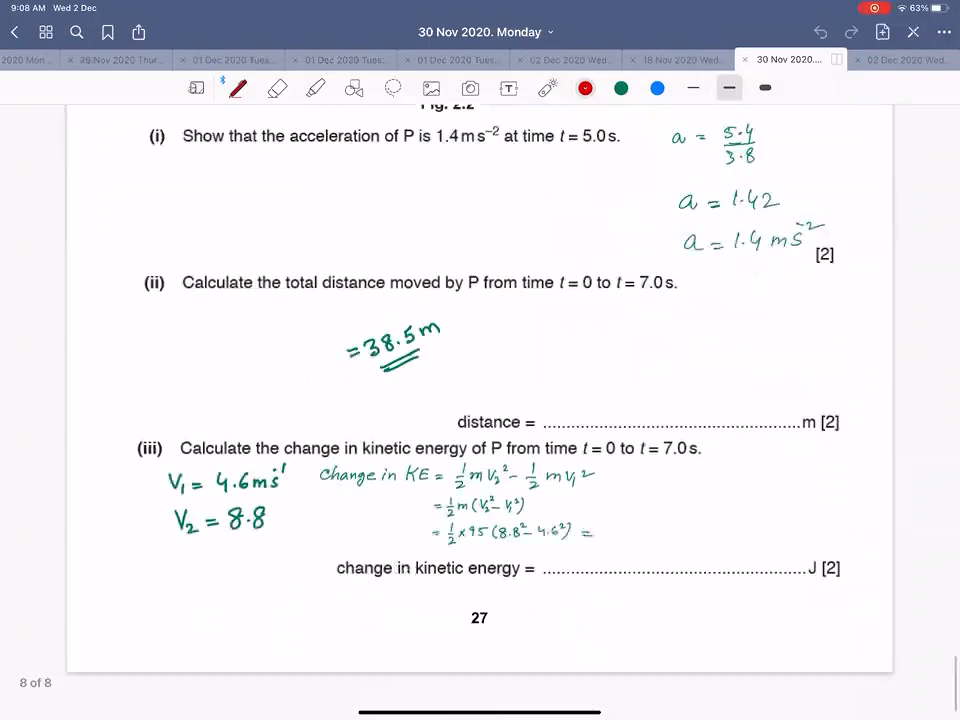 9:08 AM Wed 2 Dec
63%
30 Nov 2020. Monday
2020 Mon...
26 Nov 2020 Thur...
01 Dec 2020 Tues...
01 Dec 2020 Tues...
01 Dec 2020 Tues...
02 Dec 2020 Wed...
18 Nov 2020 Wed...
30 Nov 2020....
02 Dec 2020 Wed...
Fig. 2.2
(i) Show that the acceleration of P is 1.4 m s⁻² at time t = 5.0 s.
a = 5.4/3.8
a = 1.42
a = 1.4 ms⁻²
[2]
(ii) Calculate the total distance moved by P from time t = 0 to t = 7.0 s.
= 38.5 m
distance = ....................................................... m [2]
(iii) Calculate the change in kinetic energy of P from time t = 0 to t = 7.0 s.
V₁ = 4.6 ms⁻¹ Change in KE = ½ m V₂² - ½ m V₁²
= ½ m (V₂² - V₁²)
V₂ = 8.8
= ½ × 95 (8.8² - 4.6²) =
change in kinetic energy = ......................................................... J [2]
27
8 of 8